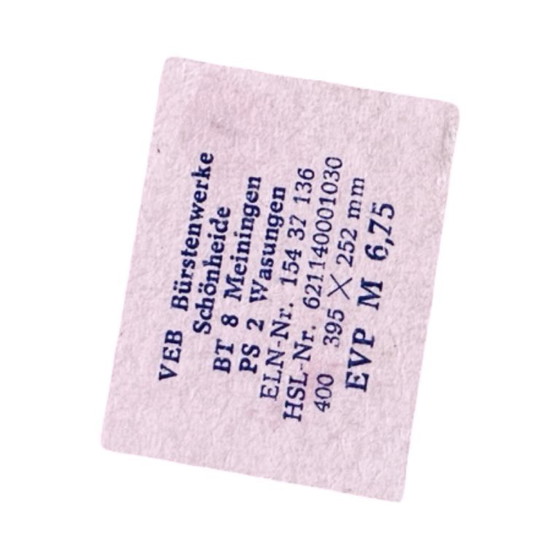 VEB Bürstenwerke
Schönheide
BT 8 Meiningen
PS 2 Wasungen
ELN-Nr. 154 37 136
HSL-Nr. 621140001030
400 395 × 252 mm
EVP M 6,75